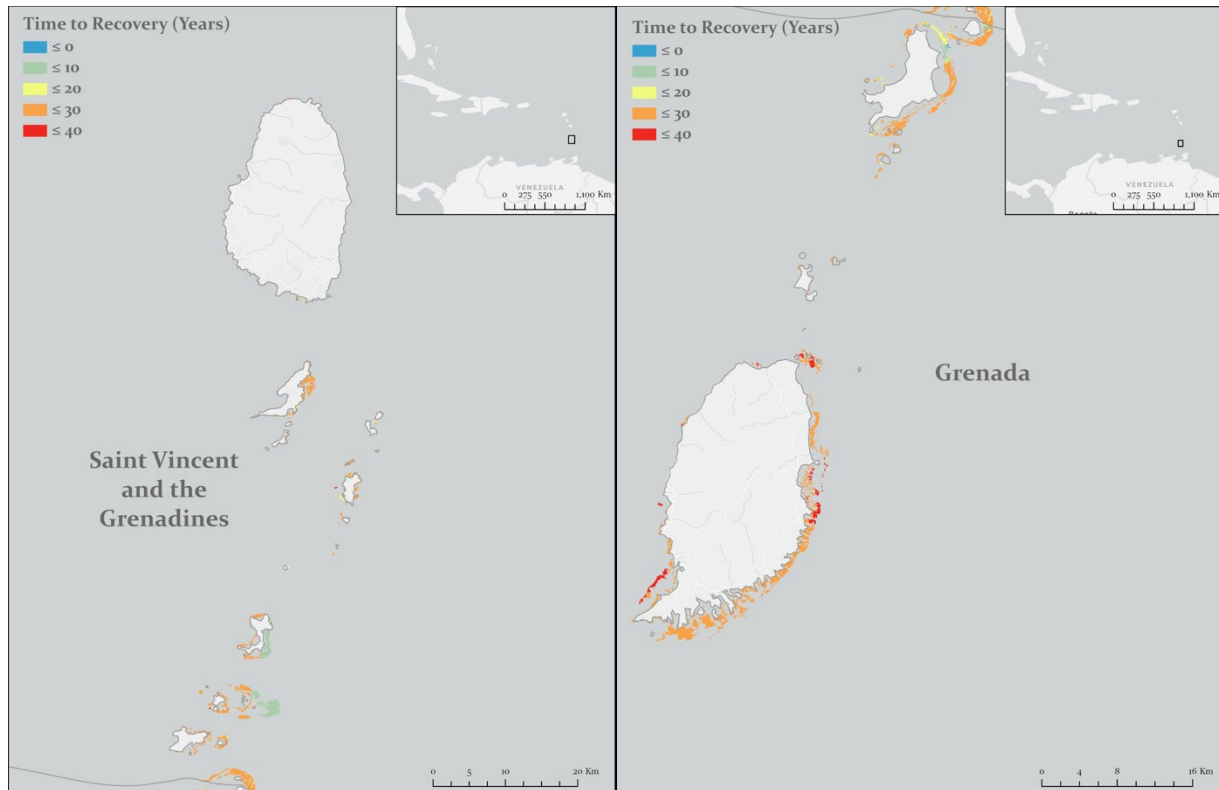 Time to Recovery (Years)
≤ 0
≤ 10
≤ 20
≤ 30
≤ 40
VENEZUELA
0 275 550 1,100 Km
Saint Vincent
and the
Grenadines
0 5 10 20 Km
Time to Recovery (Years)
≤ 0
≤ 10
≤ 20
≤ 30
≤ 40
VENEZUELA
0 275 550 1,100 Km
Grenada
0 4 8 16 Km